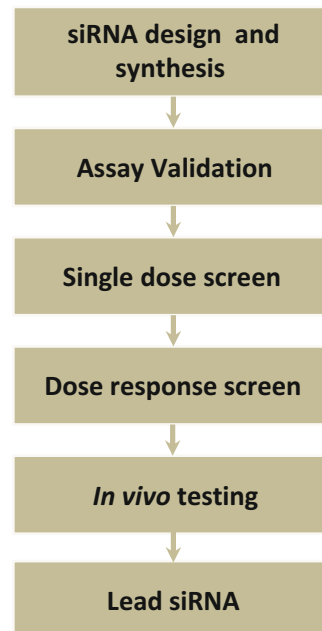 siRNA design and
synthesis
Assay Validation
Single dose screen
Dose response screen
In vivo testing
Lead siRNA